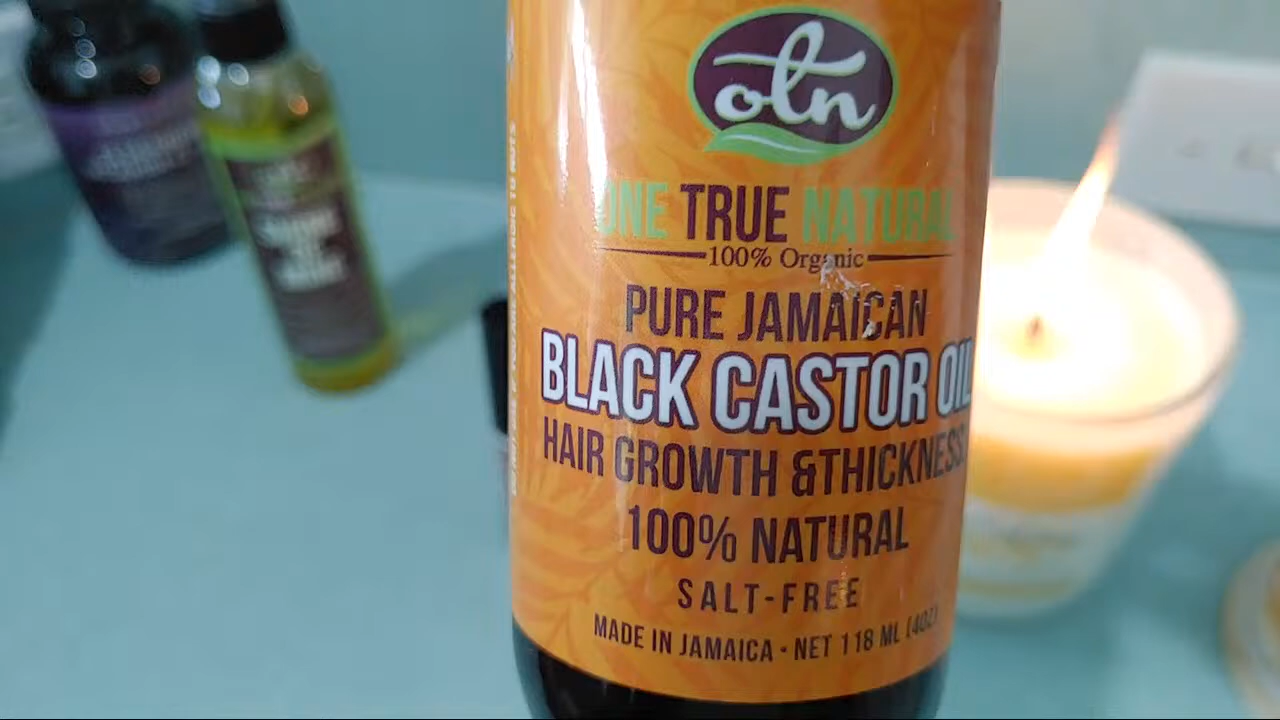 otn
ONE TRUE NATURAL
100% Organic
PURE JAMAICAN
BLACK CASTOR OIL
HAIR GROWTH &THICKNESS
100% NATURAL
SALT-FREE
MADE IN JAMAICA • NET 118 ML (4OZ)